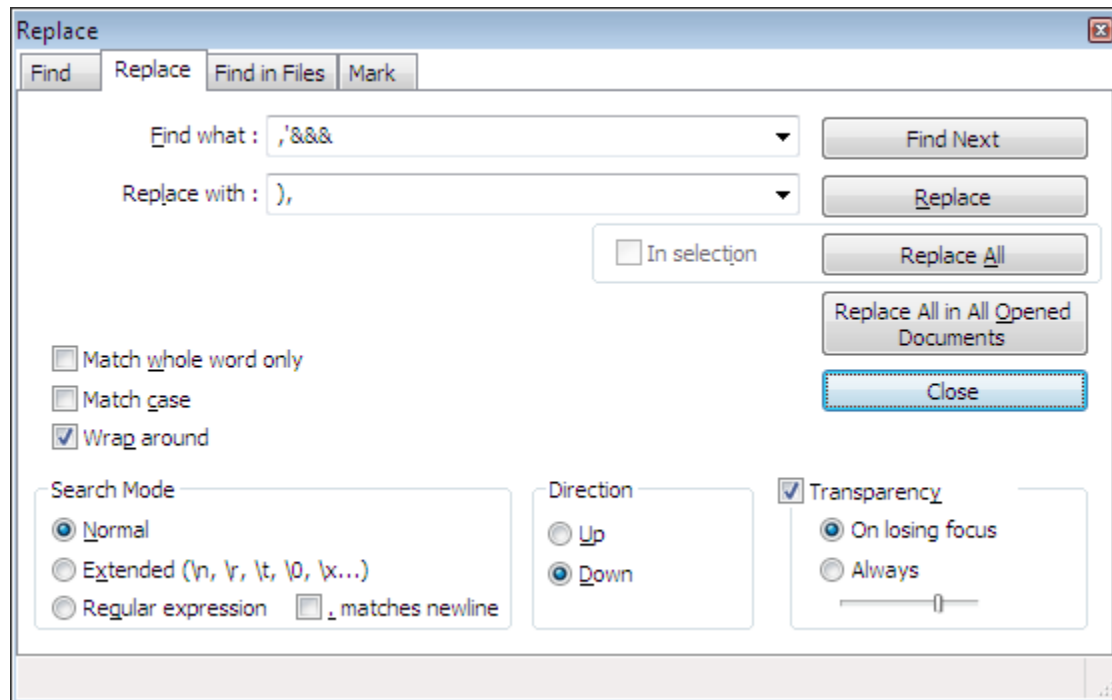 Replace
Find Replace Find in Files Mark
Find what : ,'&&& Find Next
Replace with : ), Replace
In selection Replace All
Replace All in All Opened
Documents
Match whole word only
Close
Match case
Wrap around
Search Mode Direction Transparency
Normal Up On losing focus
Extended (\n, \r, \t, \0, \x...) Down Always
Regular expression . matches newline